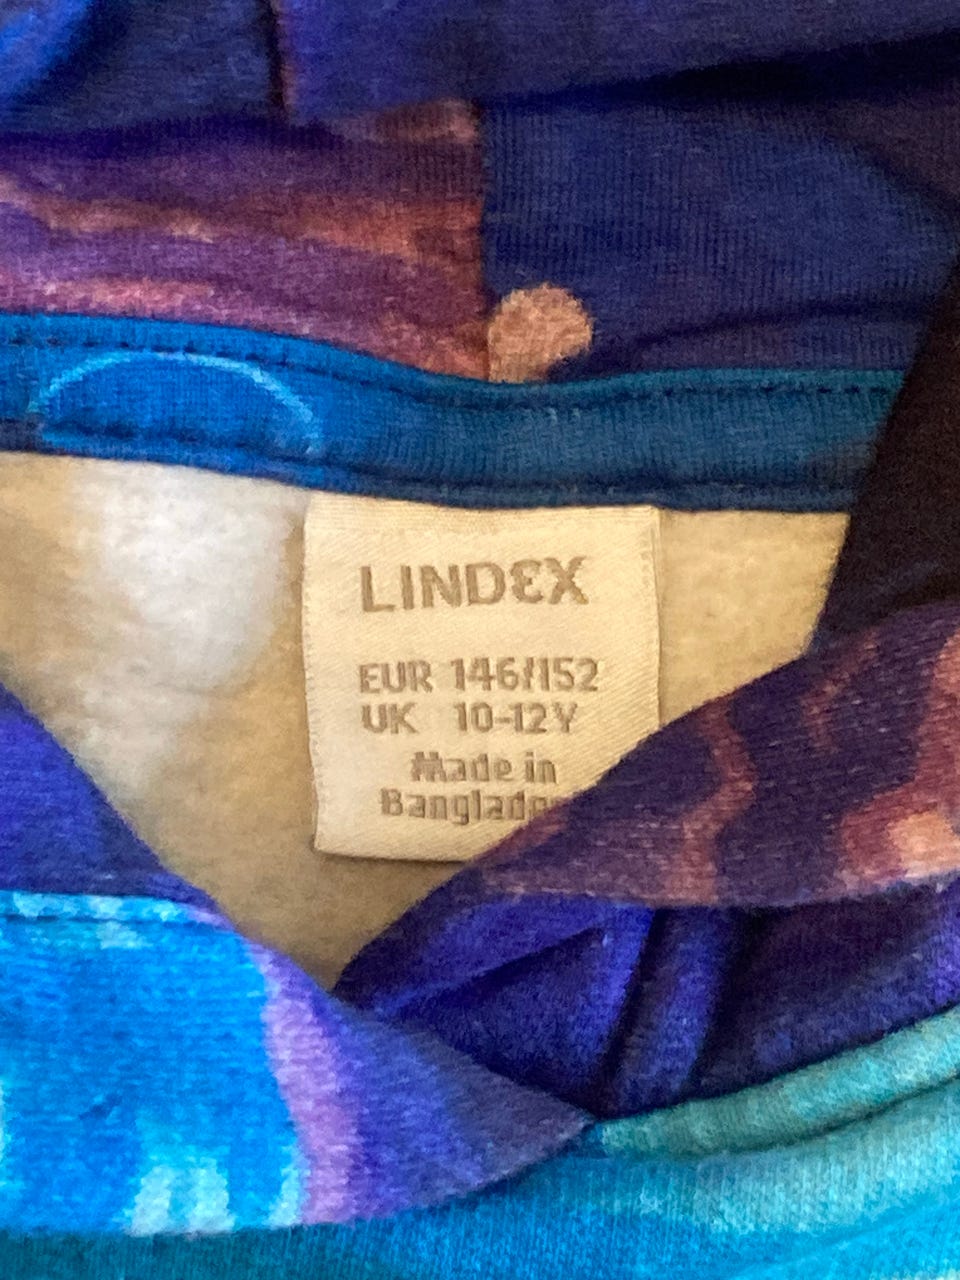 LINDEX
EUR 146/152
UK 10-12Y
Made in